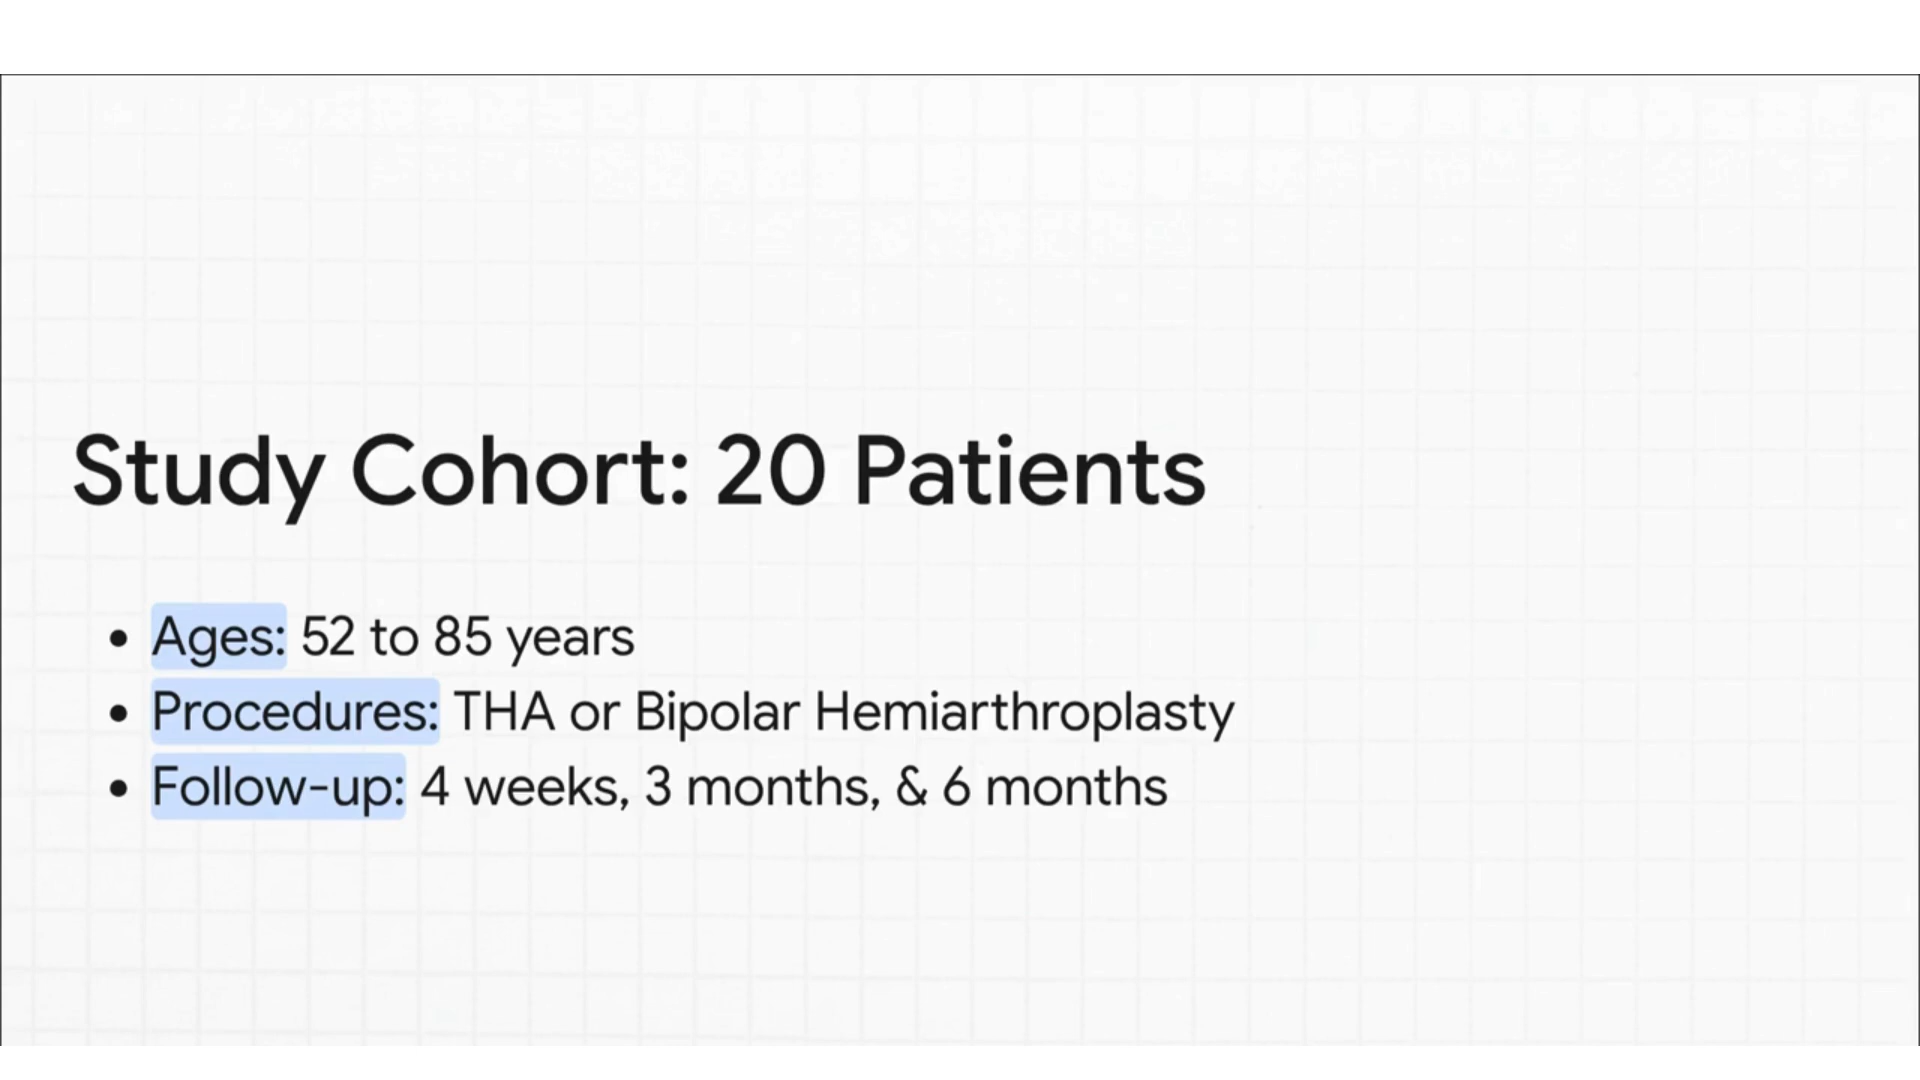 Study Cohort: 20 Patients
• Ages: 52 to 85 years
• Procedures: THA or Bipolar Hemiarthroplasty
• Follow-up: 4 weeks, 3 months, & 6 months